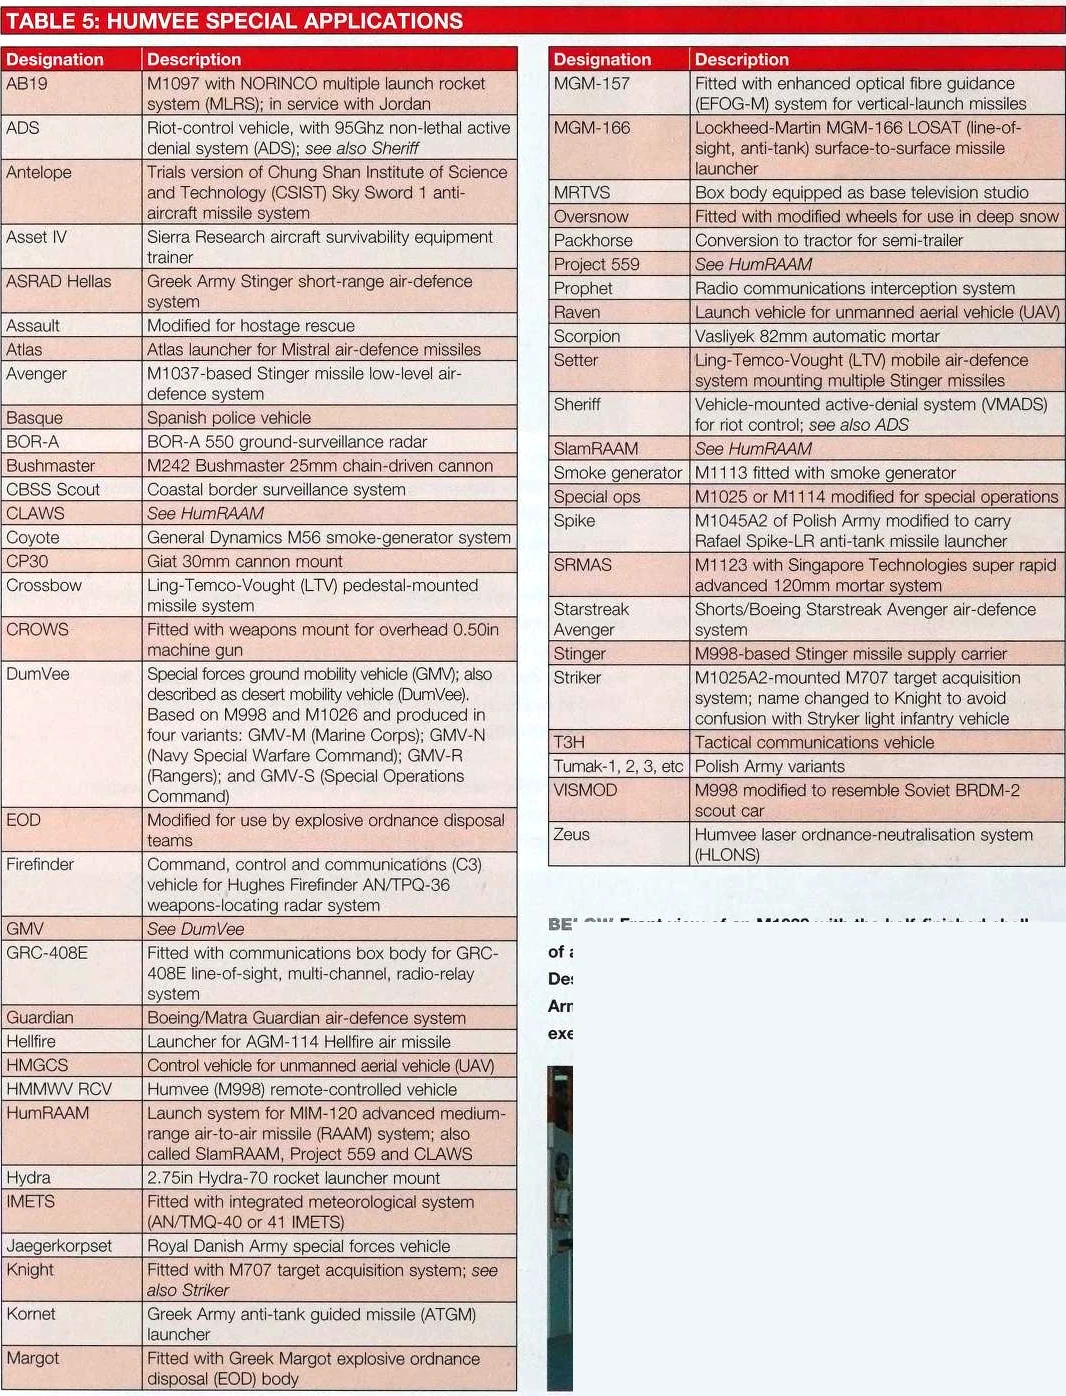 TABLE 5: HUMVEE SPECIAL APPLICATIONS
Designation Description
AB19 M1097 with NORINCO multiple launch rocket
system (MLRS); in service with Jordan
ADS Riot-control vehicle, with 95Ghz non-lethal active
denial system (ADS); see also Sheriff
Antelope Trials version of Chung Shan Institute of Science
and Technology (CSIST) Sky Sword 1 anti-
aircraft missile system
Asset IV Sierra Research aircraft survivability equipment
trainer
ASRAD Hellas Greek Army Stinger short-range air-defence
system
Assault Modified for hostage rescue
Atlas Atlas launcher for Mistral air-defence missiles
Avenger M1037-based Stinger missile low-level air-
defence system
Basque Spanish police vehicle
BOR-A BOR-A 550 ground-surveillance radar
Bushmaster M242 Bushmaster 25mm chain-driven cannon
CBSS Scout Coastal border surveillance system
CLAWS See HumRAAM
Coyote General Dynamics M56 smoke-generator system
CP30 Giat 30mm cannon mount
Crossbow Ling-Temco-Vought (LTV) pedestal-mounted
missile system
CROWS Fitted with weapons mount for overhead 0.50in
machine gun
DumVee Special forces ground mobility vehicle (GMV); also
described as desert mobility vehicle (DumVee).
Based on M998 and M1026 and produced in
four variants: GMV-M (Marine Corps); GMV-N
(Navy Special Warfare Command); GMV-R
(Rangers); and GMV-S (Special Operations
Command)
EOD Modified for use by explosive ordnance disposal
teams
Firefinder Command, control and communications (C3)
vehicle for Hughes Firefinder AN/TPQ-36
weapons-locating radar system
GMV See DumVee
GRC-408E Fitted with communications box body for GRC-
408E line-of-sight, multi-channel, radio-relay
system
Guardian Boeing/Matra Guardian air-defence system
Hellfire Launcher for AGM-114 Hellfire air missile
HMGCS Control vehicle for unmanned aerial vehicle (UAV)
HMMWV RCV Humvee (M998) remote-controlled vehicle
HumRAAM Launch system for MIM-120 advanced medium-
range air-to-air missile (RAAM) system; also
called SlamRAAM, Project 559 and CLAWS
Hydra 2.75in Hydra-70 rocket launcher mount
IMETS Fitted with integrated meteorological system
(AN/TMQ-40 or 41 IMETS)
Jaegerkorpset Royal Danish Army special forces vehicle
Knight Fitted with M707 target acquisition system; see
also Striker
Kornet Greek Army anti-tank guided missile (ATGM)
launcher
Margot Fitted with Greek Margot explosive ordnance
disposal (EOD) body
Designation Description
MGM-157 Fitted with enhanced optical fibre guidance
(EFOG-M) system for vertical-launch missiles
MGM-166 Lockheed-Martin MGM-166 LOSAT (line-of-
sight, anti-tank) surface-to-surface missile
launcher
MRTVS Box body equipped as base television studio
Oversnow Fitted with modified wheels for use in deep snow
Packhorse Conversion to tractor for semi-trailer
Project 559 See HumRAAM
Prophet Radio communications interception system
Raven Launch vehicle for unmanned aerial vehicle (UAV)
Scorpion Vasliyek 82mm automatic mortar
Setter Ling-Temco-Vought (LTV) mobile air-defence
system mounting multiple Stinger missiles
Sheriff Vehicle-mounted active-denial system (VMADS)
for riot control; see also ADS
SlamRAAM See HumRAAM
Smoke generator M1113 fitted with smoke generator
Special ops M1025 or M1114 modified for special operations
Spike M1045A2 of Polish Army modified to carry
Rafael Spike-LR anti-tank missile launcher
SRMAS M1123 with Singapore Technologies super rapid
advanced 120mm mortar system
Starstreak Shorts/Boeing Starstreak Avenger air-defence
Avenger system
Stinger M998-based Stinger missile supply carrier
Striker M1025A2-mounted M707 target acquisition
system; name changed to Knight to avoid
confusion with Stryker light infantry vehicle
T3H Tactical communications vehicle
Tumak-1, 2, 3, etc Polish Army variants
VISMOD M998 modified to resemble Soviet BRDM-2
scout car
Zeus Humvee laser ordnance-neutralisation system
(HLONS)
of